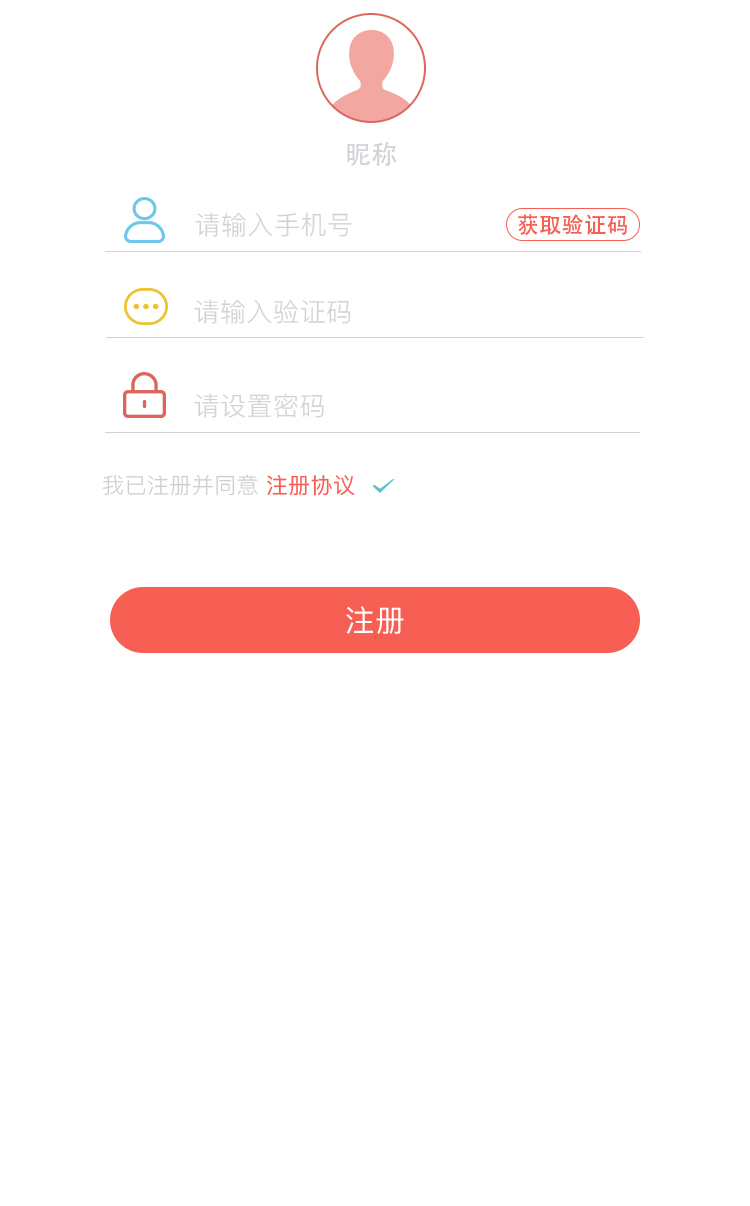 昵称
请输入手机号 获取验证码
请输入验证码
请设置密码
我已注册并同意 注册协议
注册